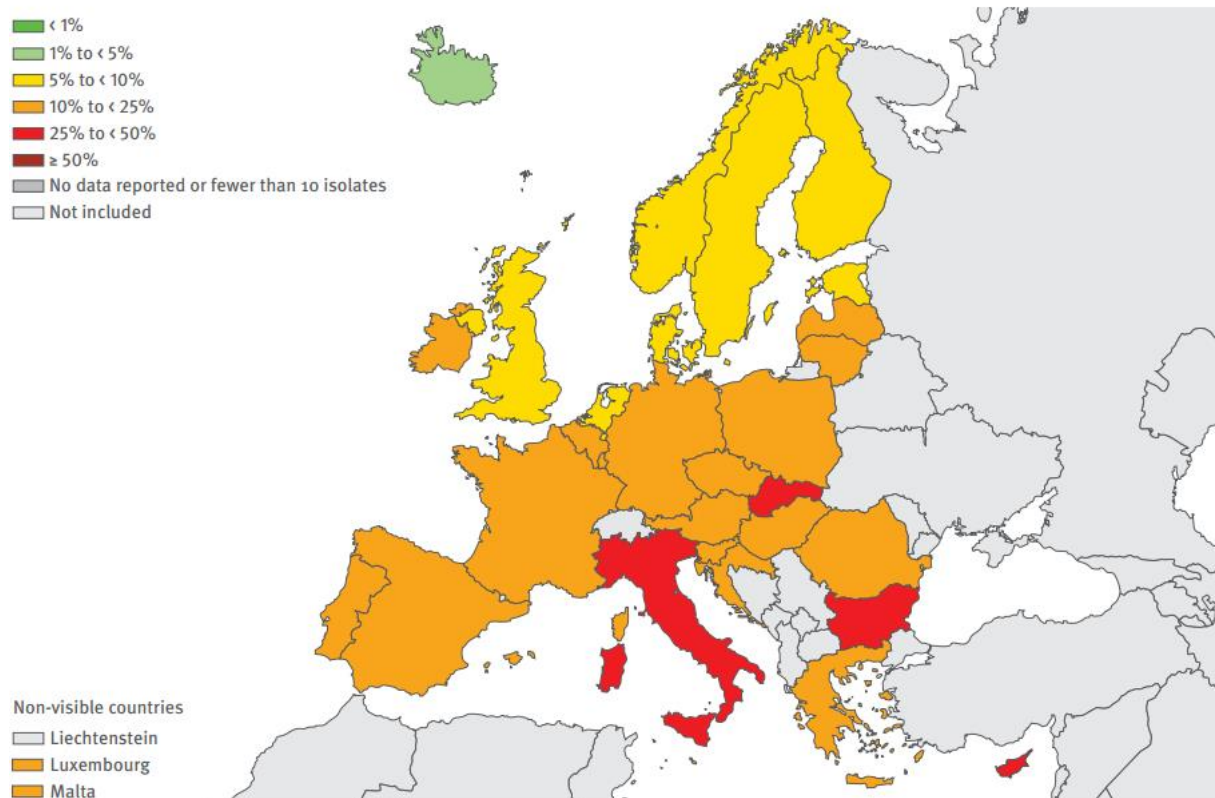 < 1%
1% to < 5%
5% to < 10%
10% to < 25%
25% to < 50%
≥ 50%
No data reported or fewer than 10 isolates
Not included
Non-visible countries
Liechtenstein
Luxembourg
Malta